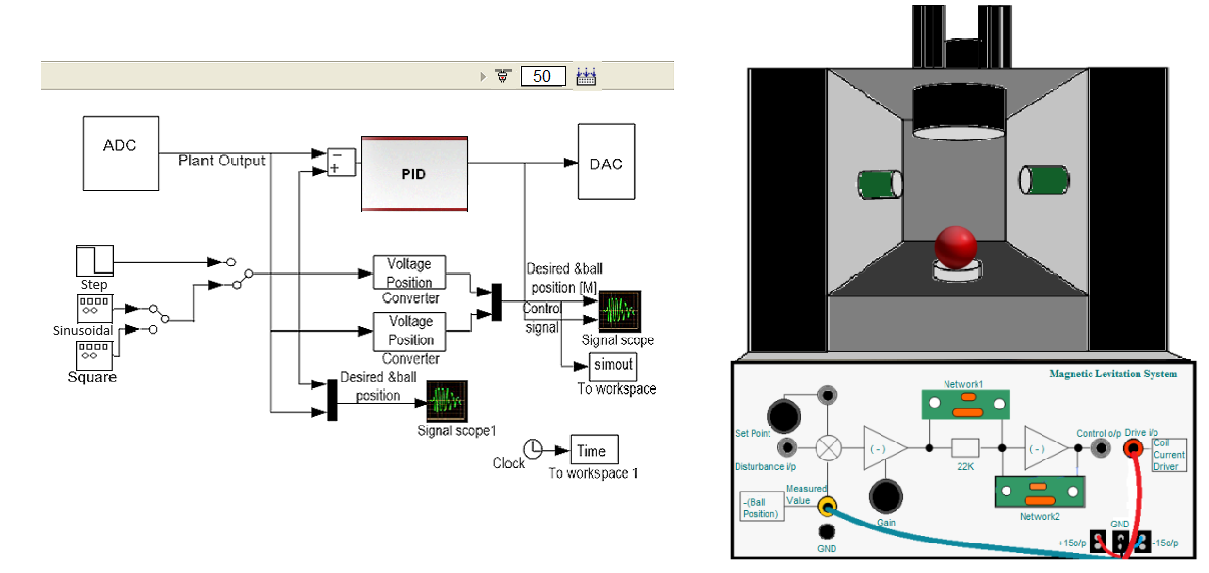 50
ADC
Plant Output
−
+
PID
DAC
Step
Sinusoidal
Square
Voltage
Position
Converter
Voltage
Position
Converter
Desired &ball
position [M]
Control
signal
Signal scope
simout
To workspace
Desired &ball
position
Signal scope1
Clock
Time
To workspace 1
Magnetic Levitation System
Network1
Set Point
Disturbance i/p
Measured
Value
-(Ball
Position)
GND
(-)
Gain
22K
(-)
Network2
Control o/p
Drive i/p
Coil
Current
Driver
GND
+15o/p
-15o/p